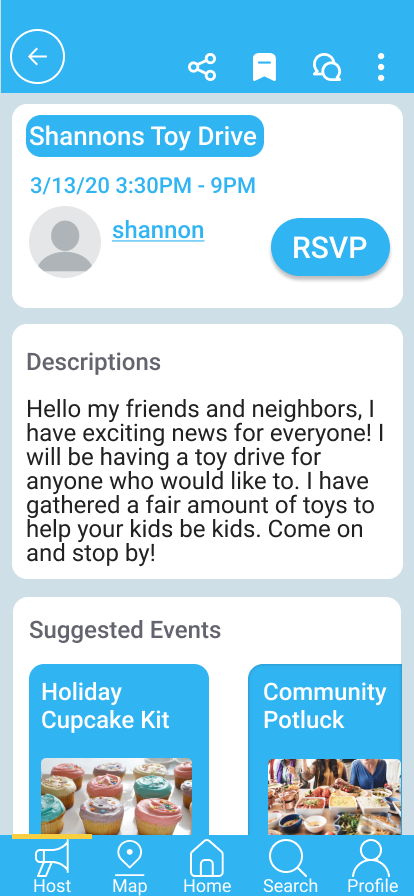 Shannons Toy Drive
3/13/20 3:30PM - 9PM
shannon
RSVP
Descriptions
Hello my friends and neighbors, I
have exciting news for everyone! I
will be having a toy drive for
anyone who would like to. I have
gathered a fair amount of toys to
help your kids be kids. Come on
and stop by!
Suggested Events
Holiday
Cupcake Kit
Community
Potluck
Host
Map
Home
Search
Profile